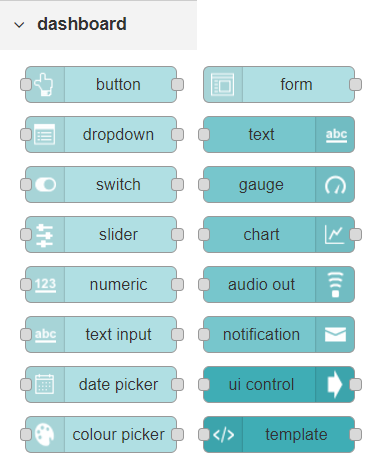 dashboard
button
form
dropdown
text
abc
switch
gauge
slider
chart
123
numeric
audio out
abc
text input
notification
date picker
ui control
colour picker
</>
template